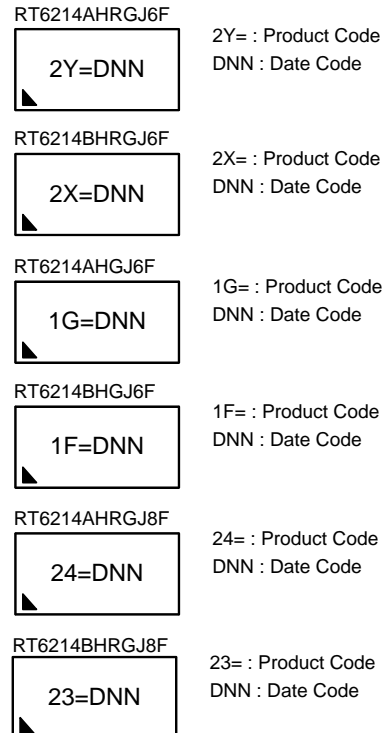 RT6214AHRGJ6F
2Y=DNN
2Y= : Product Code
DNN : Date Code
RT6214BHRGJ6F
2X=DNN
2X= : Product Code
DNN : Date Code
RT6214AHGJ6F
1G=DNN
1G= : Product Code
DNN : Date Code
RT6214BHGJ6F
1F=DNN
1F= : Product Code
DNN : Date Code
RT6214AHRGJ8F
24=DNN
24= : Product Code
DNN : Date Code
RT6214BHRGJ8F
23=DNN
23= : Product Code
DNN : Date Code